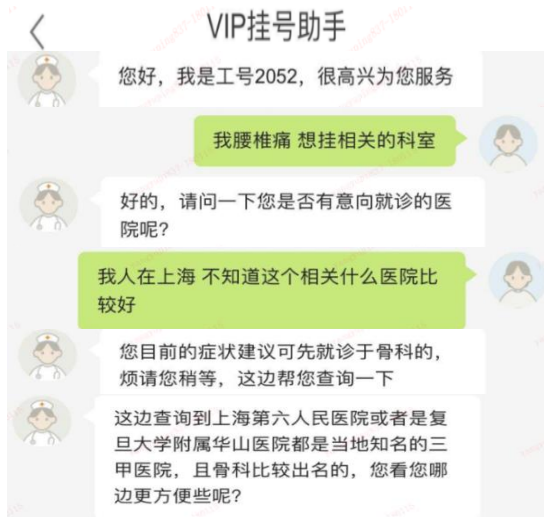 VIP挂号助手
您好，我是工号2052，很高兴为您服务
我腰椎痛 想挂相关的科室
好的，请问一下您是否有意向就诊的医
院呢？
我人在上海 不知道这个相关什么医院比
较好
您目前的症状建议可先就诊于骨科的，
烦请您稍等，这边帮您查询一下
这边查询到上海第六人民医院或者是复
旦大学附属华山医院都是当地知名的三
甲医院，且骨科比较出名的，您看您哪
边更方便些呢？